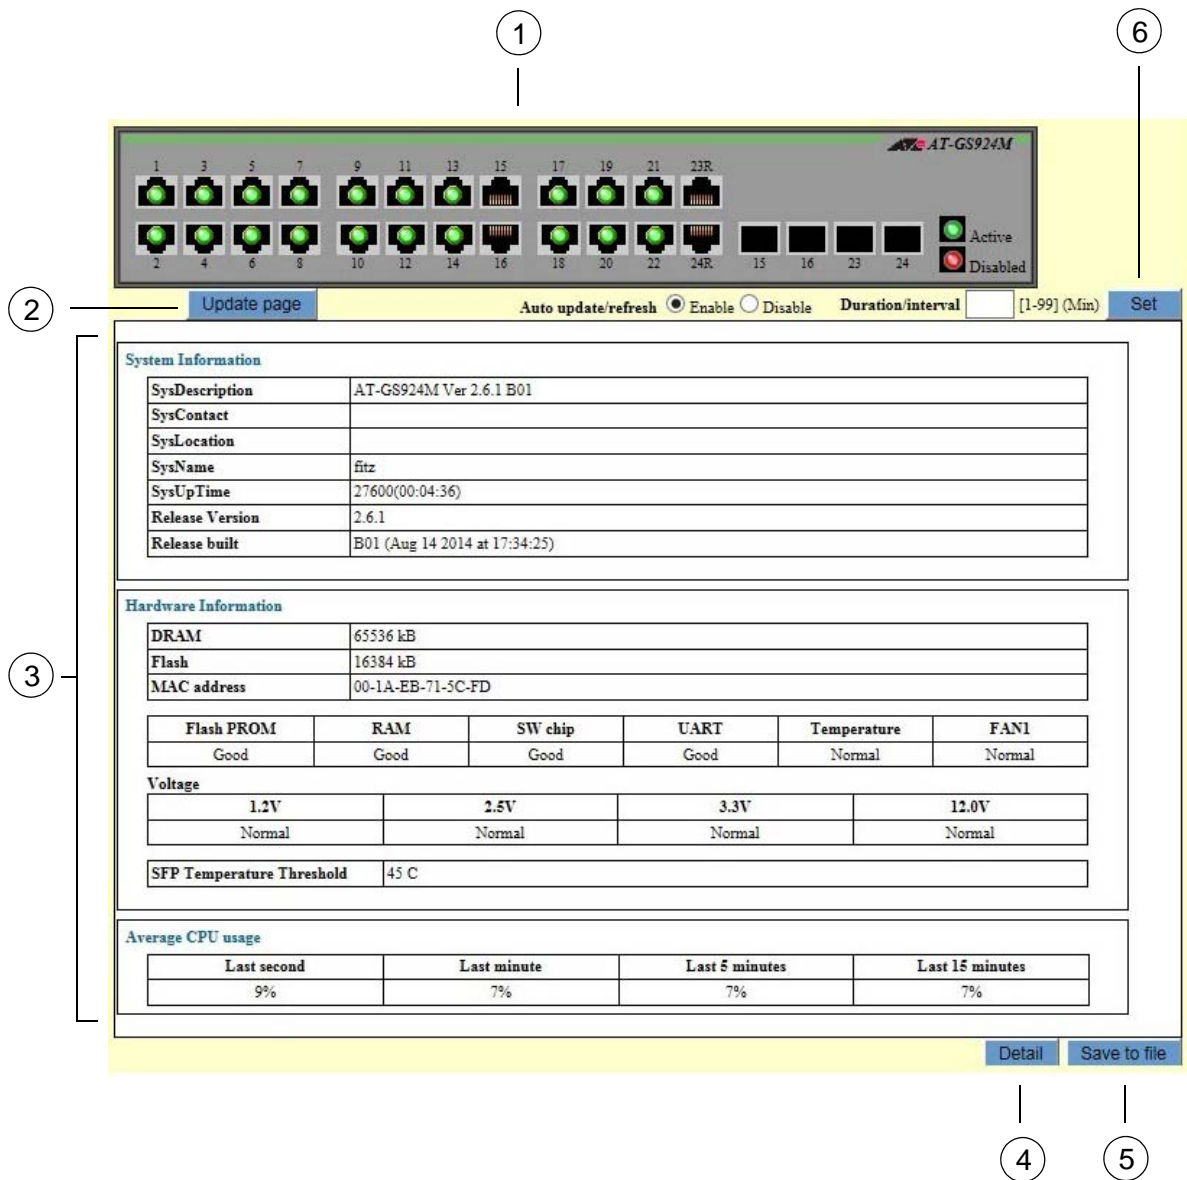 1
6
AT-GS924M
1 3 5 7 9 11 13 15 17 19 21 23R
Active
2 4 6 8 10 12 14 16 18 20 22 24R 15 16 23 24
Disabled
2
Update page Auto update/refresh Enable Disable Duration/interval [1-99] (Min) Set
System Information
SysDescription AT-GS924M Ver 2.6.1 B01
SysContact
SysLocation
SysName fitz
SysUpTime 27600(00:04:36)
Release Version 2.6.1
Release built B01 (Aug 14 2014 at 17:34:25)
Hardware Information
DRAM 65536 kB
Flash 16384 kB
3
MAC address 00-1A-EB-71-5C-FD
Flash PROM RAM SW chip UART Temperature FAN1
Good Good Good Good Normal Normal
Voltage
1.2V 2.5V 3.3V 12.0V
Normal Normal Normal Normal
SFP Temperature Threshold 45 C
Average CPU usage
Last second Last minute Last 5 minutes Last 15 minutes
9% 7% 7% 7%
Detail Save to file
4
5